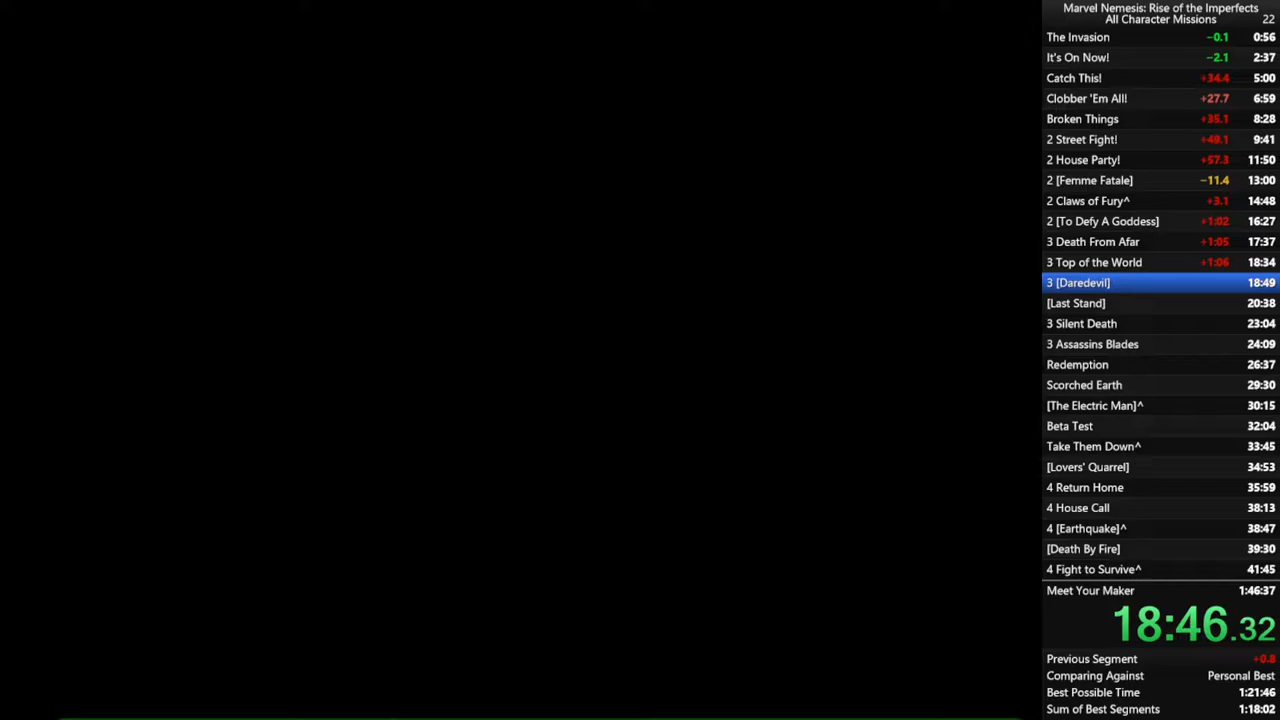 Marvel Nemesis: Rise of the Imperfects
All Character Missions 22
The Invasion −0.1 0:56
It's On Now! −2.1 2:37
Catch This! +34.4 5:00
Clobber 'Em All! +27.7 6:59
Broken Things +35.1 8:28
2 Street Fight! +49.1 9:41
2 House Party! +57.3 11:50
2 [Femme Fatale] −11.4 13:00
2 Claws of Fury^ +3.1 14:48
2 [To Defy A Goddess] +1:02 16:27
3 Death From Afar +1:05 17:37
3 Top of the World +1:06 18:34
3 [Daredevil] 18:49
[Last Stand] 20:38
3 Silent Death 23:04
3 Assassins Blades 24:09
Redemption 26:37
Scorched Earth 29:30
[The Electric Man]^ 30:15
Beta Test 32:04
Take Them Down^ 33:45
[Lovers' Quarrel] 34:53
4 Return Home 35:59
4 House Call 38:13
4 [Earthquake]^ 38:47
[Death By Fire] 39:30
4 Fight to Survive^ 41:45
Meet Your Maker 1:46:37
18:46.32
Previous Segment +0.8
Comparing Against Personal Best
Best Possible Time 1:21:46
Sum of Best Segments 1:18:02